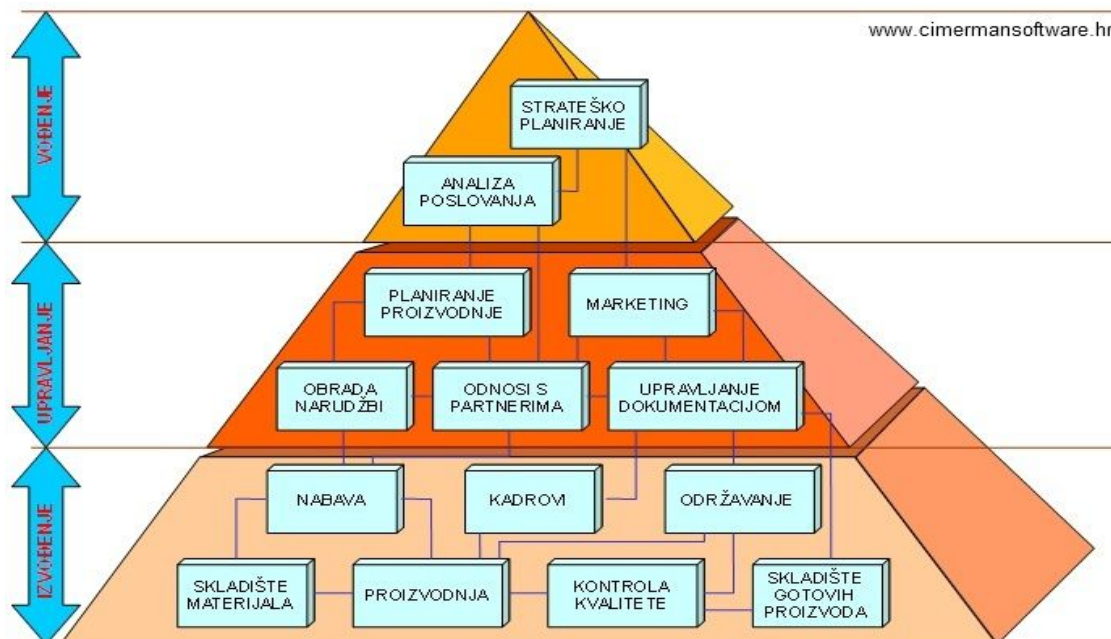 www.cimermansoftware.hr
VOĐENJE
STRATEŠKO
PLANIRANJE
ANALIZA
POSLOVANJA
UPRAVLJANJE
PLANIRANJE
PROIZVODNJE
MARKETING
OBRADA
NARUDŽBI
ODNOSI S
PARTNERIMA
UPRAVLJANJE
DOKUMENTACIJOM
IZVOĐENJE
NABAVA
KADROVI
ODRŽAVANJE
SKLADIŠTE
MATERIJALA
PROIZVODNJA
KONTROLA
KVALITETE
SKLADIŠTE
GOTOVIH
PROIZVODA